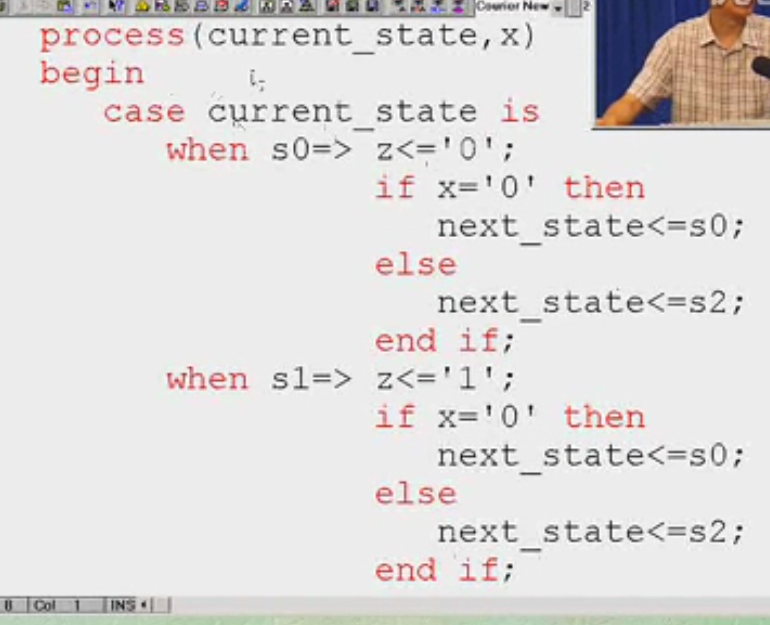 Courier New 2
process(current_state,x)
begin
case current_state is
when s0=> z<='0';
if x='0' then
next_state<=s0;
else
next_state<=s2;
end if;
when s1=> z<='1';
if x='0' then
next_state<=s0;
else
next_state<=s2;
end if;
8 Col 1 INS